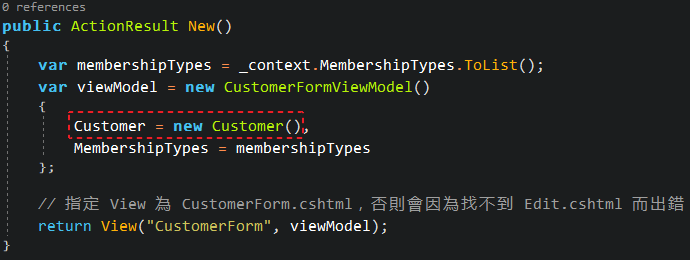 0 references
public ActionResult New()
{
var membershipTypes = _context.MembershipTypes.ToList();
var viewModel = new CustomerFormViewModel()
{
Customer = new Customer(),
MembershipTypes = membershipTypes
};
// 指定 View 為 CustomerForm.cshtml，否則會因為找不到 Edit.cshtml 而出錯
return View("CustomerForm", viewModel);
}